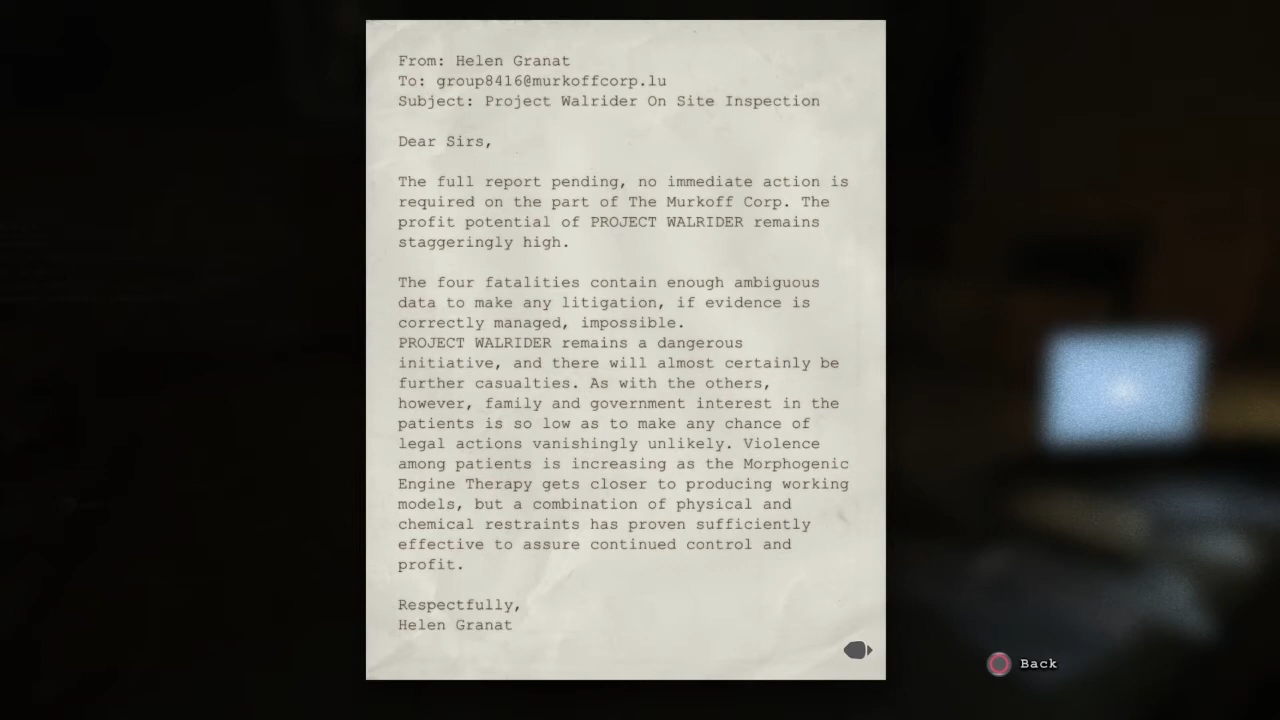 From: Helen Granat
To: group8416@murkoffcorp.lu
Subject: Project Walrider On Site Inspection
Dear Sirs,
The full report pending, no immediate action is
required on the part of The Murkoff Corp. The
profit potential of PROJECT WALRIDER remains
staggeringly high.
The four fatalities contain enough ambiguous
data to make any litigation, if evidence is
correctly managed, impossible.
PROJECT WALRIDER remains a dangerous
initiative, and there will almost certainly be
further casualties. As with the others,
however, family and government interest in the
patients is so low as to make any chance of
legal actions vanishingly unlikely. Violence
among patients is increasing as the Morphogenic
Engine Therapy gets closer to producing working
models, but a combination of physical and
chemical restraints has proven sufficiently
effective to assure continued control and
profit.
Respectfully,
Helen Granat
Back